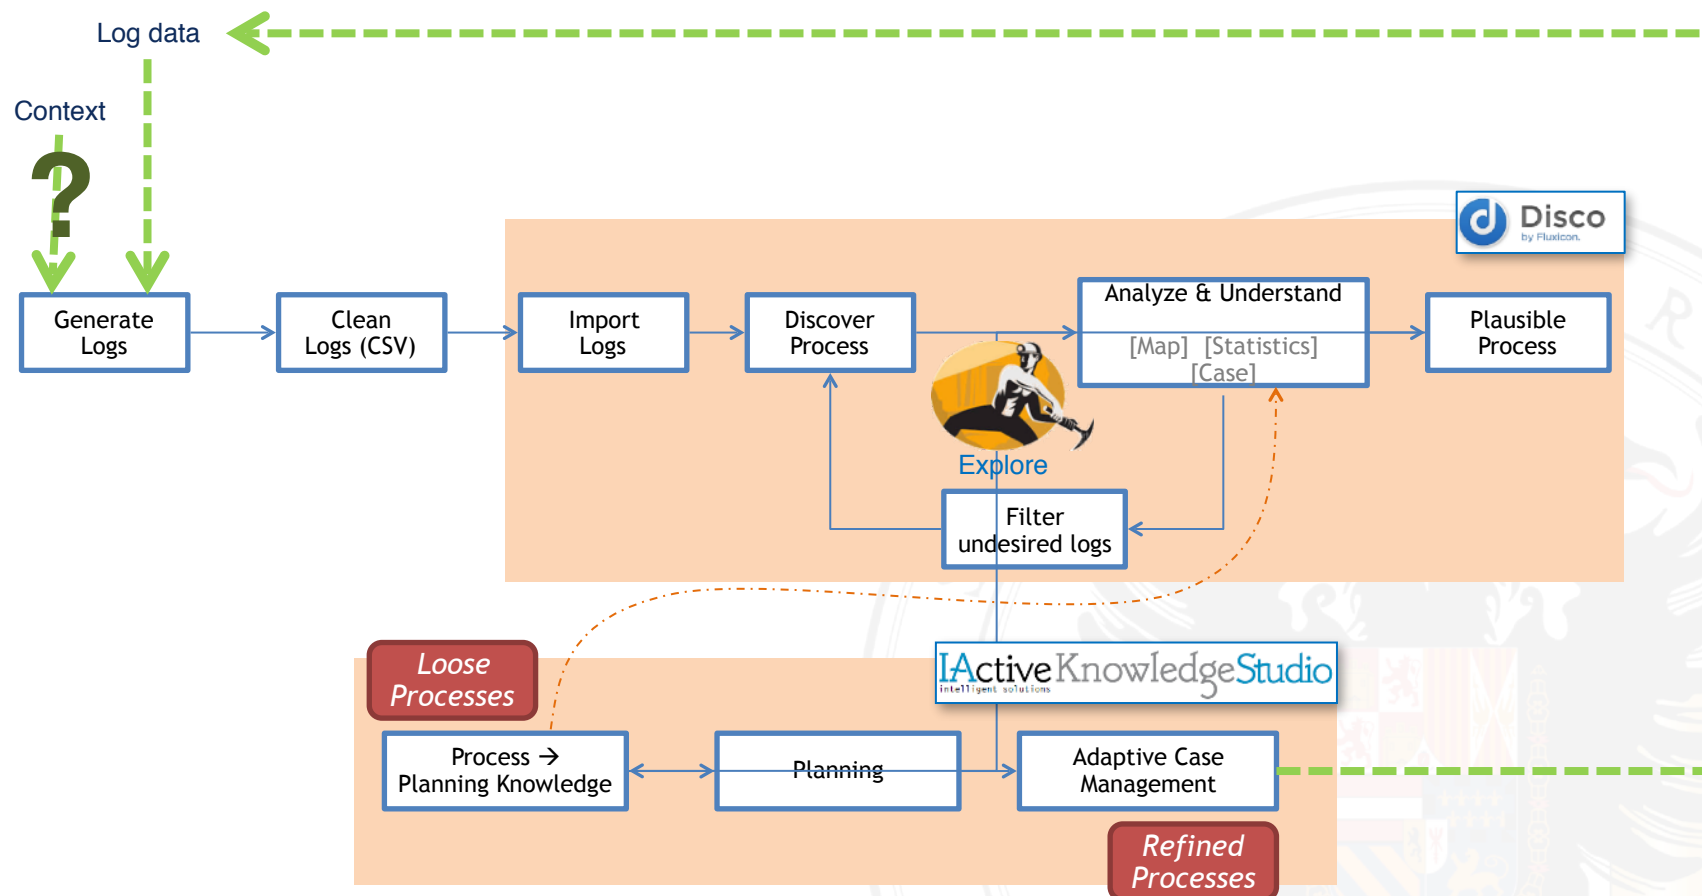 Log data
Context
?
Disco
by Fluxicon.
Generate
Logs
Clean
Logs (CSV)
Import
Logs
Discover
Process
Analyze & Understand
[Map] [Statistics]
[Case]
Plausible
Process
Explore
Filter
undesired logs
Loose
Processes
IActive KnowledgeStudio
intelligent solutions
Process →
Planning Knowledge
Planning
Adaptive Case
Management
Refined
Processes